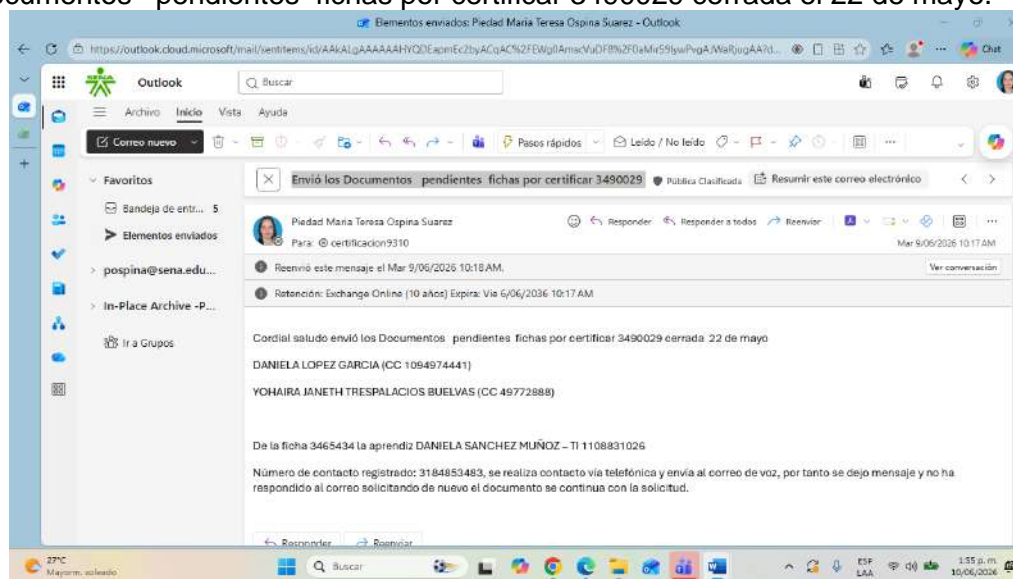 documentos pendientes fichas por certificar 3490029 cerrada el 22 de mayo.
Elementos enviados: Piedad Maria Teresa Ospina Suarez - Outlook
Chat
SENA
Outlook
Buscar
Archivo Inicio Vista Ayuda
Correo nuevo
Pasos rápidos
Leído / No leído
Favoritos
Bandeja de entr... 5
Elementos enviados
pospina@sena.edu...
In-Place Archive -P...
Ir a Grupos
Envió los Documentos pendientes fichas por certificar 3490029
Pública Clasificada
Resumir este correo electrónico
Piedad Maria Teresa Ospina Suarez
Responder Responder a todos Reenviar
Para: certificacion9310
Mar 9/06/2026 10:17 AM
Reenvió este mensaje el Mar 9/06/2026 10:18 AM.
Ver conversación
Retención: Exchange Online (10 años) Expira: Vie 6/06/2036 10:17 AM
Cordial saludo envió los Documentos pendientes fichas por certificar 3490029 cerrada 22 de mayo
DANIELA LOPEZ GARCIA (CC 1094974441)
YOHAIRA JANETH TRESPALACIOS BUELVAS (CC 49772888)
De la ficha 3465434 la aprendiz DANIELA SANCHEZ MUÑOZ – TI 1108831026
Número de contacto registrado: 3184853483, se realiza contacto vía telefónica y envia al correo de voz, por tanto se dejo mensaje y no ha
respondido al correo solicitando de nuevo el documento se continua con la solicitud.
Responder Reenviar
27°C
Mayorm. soleado
Buscar
ESP
LAA
1:55 p. m.
10/06/2026